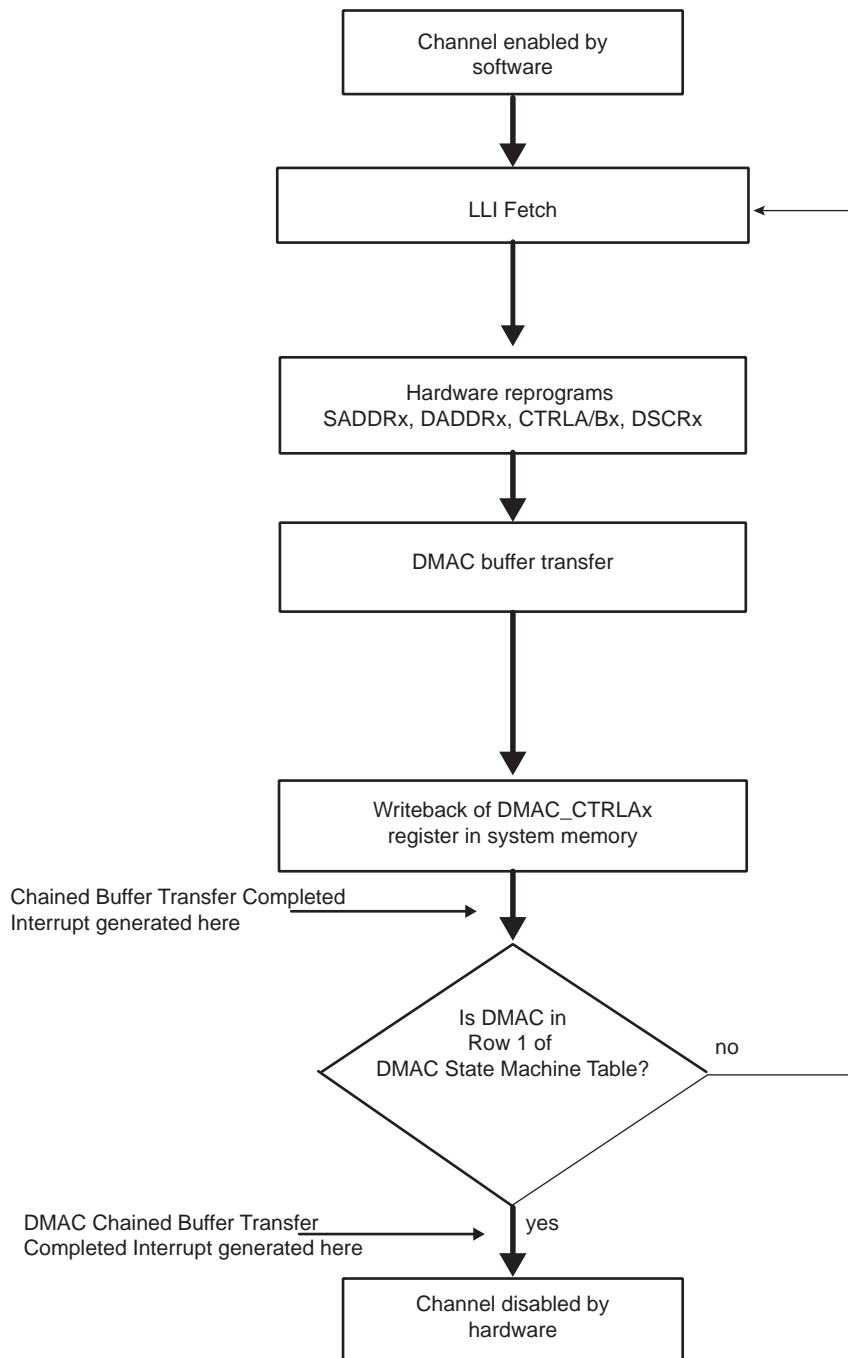 Channel enabled by
software
LLI Fetch
Hardware reprograms
SADDRx, DADDRx, CTRLA/Bx, DSCRx
DMAC buffer transfer
Writeback of DMAC_CTRLAx
register in system memory
Chained Buffer Transfer Completed
Interrupt generated here
Is DMAC in
Row 1 of
DMAC State Machine Table?
no
yes
DMAC Chained Buffer Transfer
Completed Interrupt generated here
Channel disabled by
hardware